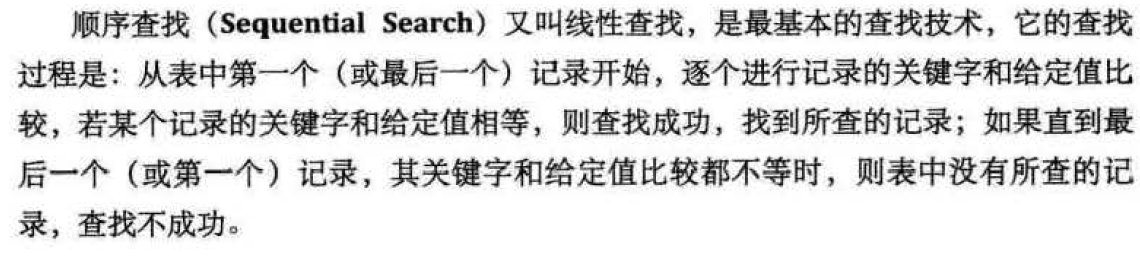 顺序查找（Sequential Search）又叫线性查找，是最基本的查找技术，它的查找
过程是：从表中第一个（或最后一个）记录开始，逐个进行记录的关键字和给定值比
较，若某个记录的关键字和给定值相等，则查找成功，找到所查的记录；如果直到最
后一个（或第一个）记录，其关键字和给定值比较都不等时，则表中没有所查的记
录，查找不成功。